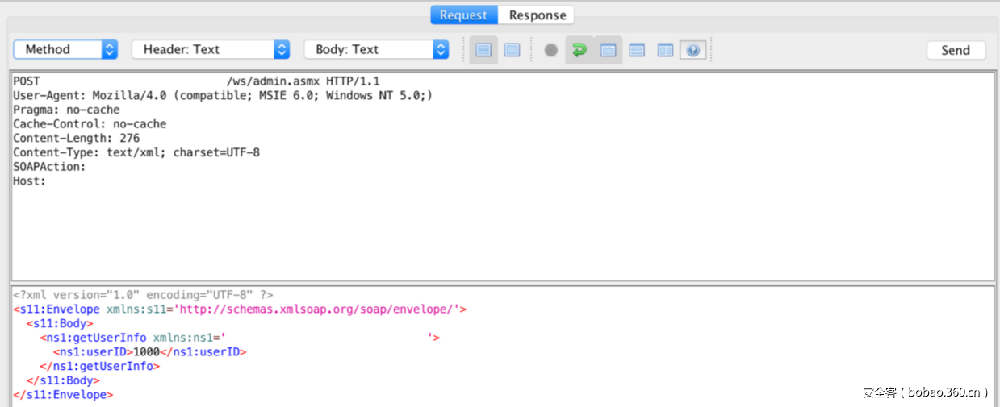 Request Response
Method Header: Text Body: Text Send
POST /ws/admin.asmx HTTP/1.1
User-Agent: Mozilla/4.0 (compatible; MSIE 6.0; Windows NT 5.0;)
Pragma: no-cache
Cache-Control: no-cache
Content-Length: 276
Content-Type: text/xml; charset=UTF-8
SOAPAction:
Host:
<?xml version="1.0" encoding="UTF-8" ?>
<s11:Envelope xmlns:s11='http://schemas.xmlsoap.org/soap/envelope/'>
<s11:Body>
<ns1:getUserInfo xmlns:ns1=' '>
<ns1:userID>1000</ns1:userID>
</ns1:getUserInfo>
</s11:Body>
</s11:Envelope>
安全客 ( bobao.360.cn )